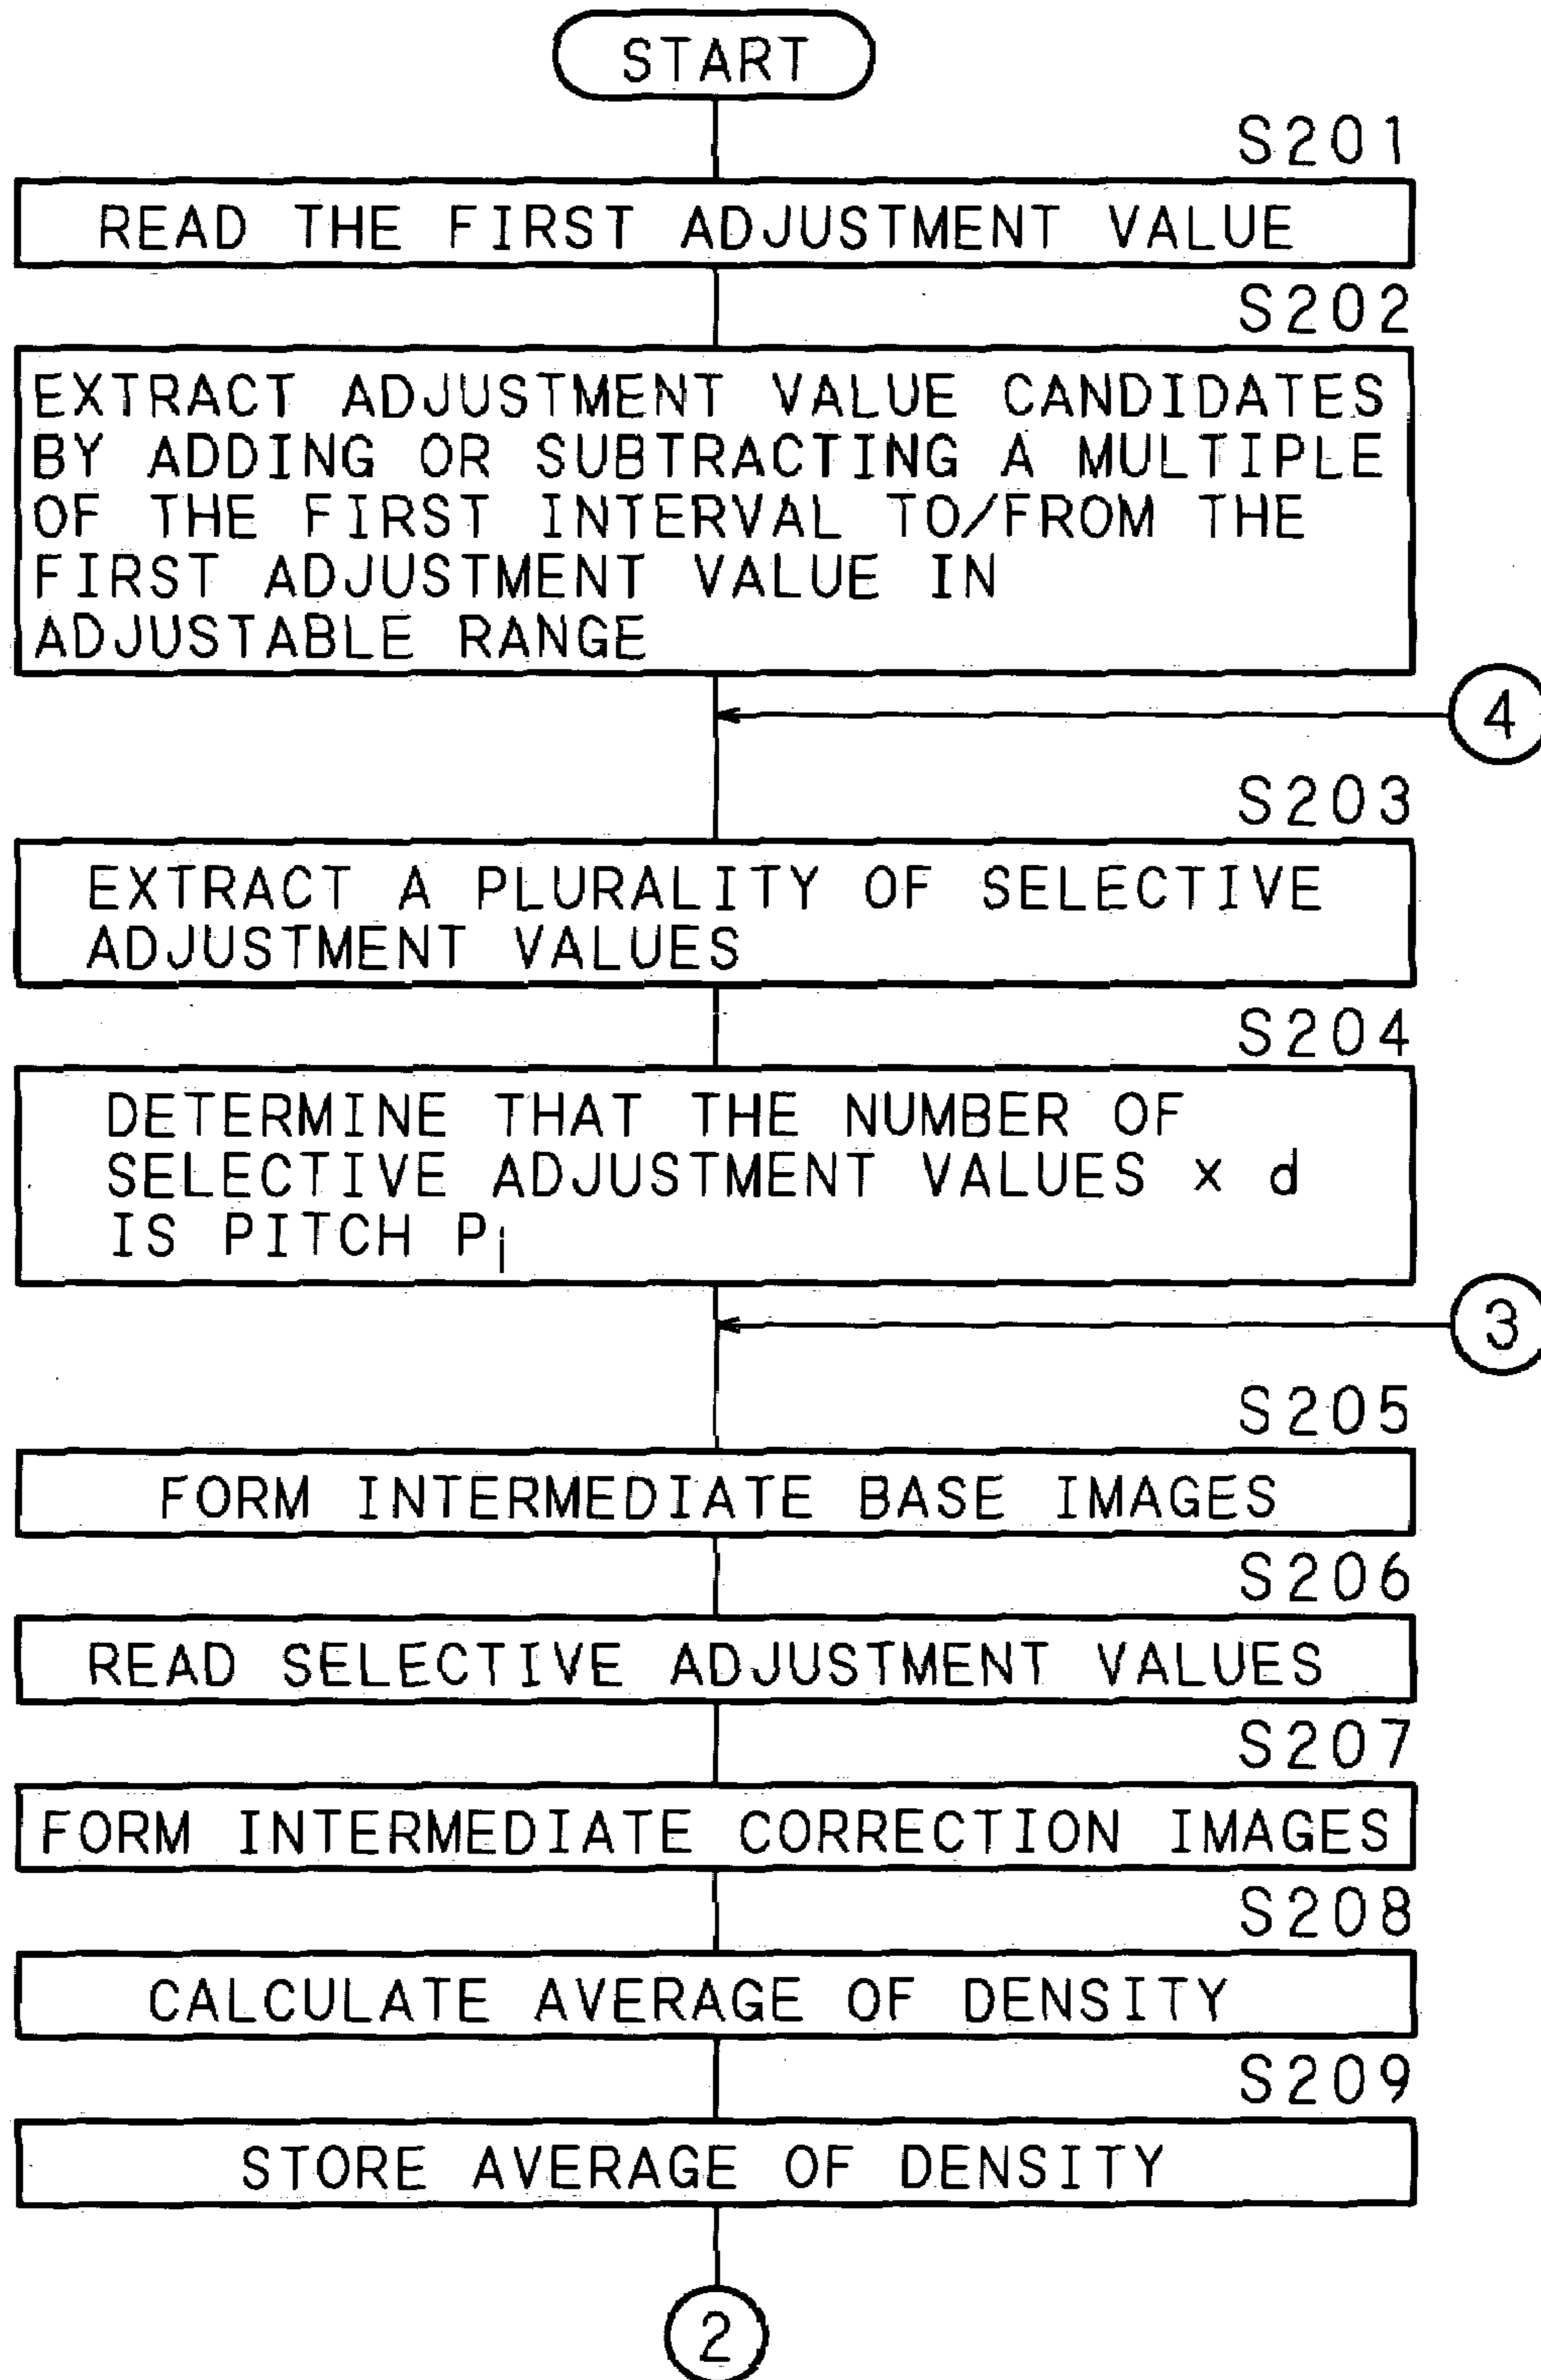 START
S201
READ THE FIRST ADJUSTMENT VALUE
S202
EXTRACT ADJUSTMENT VALUE CANDIDATES
BY ADDING OR SUBTRACTING A MULTIPLE
OF THE FIRST INTERVAL TO/FROM THE
FIRST ADJUSTMENT VALUE IN
ADJUSTABLE RANGE
4
S203
EXTRACT A PLURALITY OF SELECTIVE
ADJUSTMENT VALUES
S204
DETERMINE THAT THE NUMBER OF
SELECTIVE ADJUSTMENT VALUES × d
IS PITCH Pi
3
S205
FORM INTERMEDIATE BASE IMAGES
S206
READ SELECTIVE ADJUSTMENT VALUES
S207
FORM INTERMEDIATE CORRECTION IMAGES
S208
CALCULATE AVERAGE OF DENSITY
S209
STORE AVERAGE OF DENSITY
2